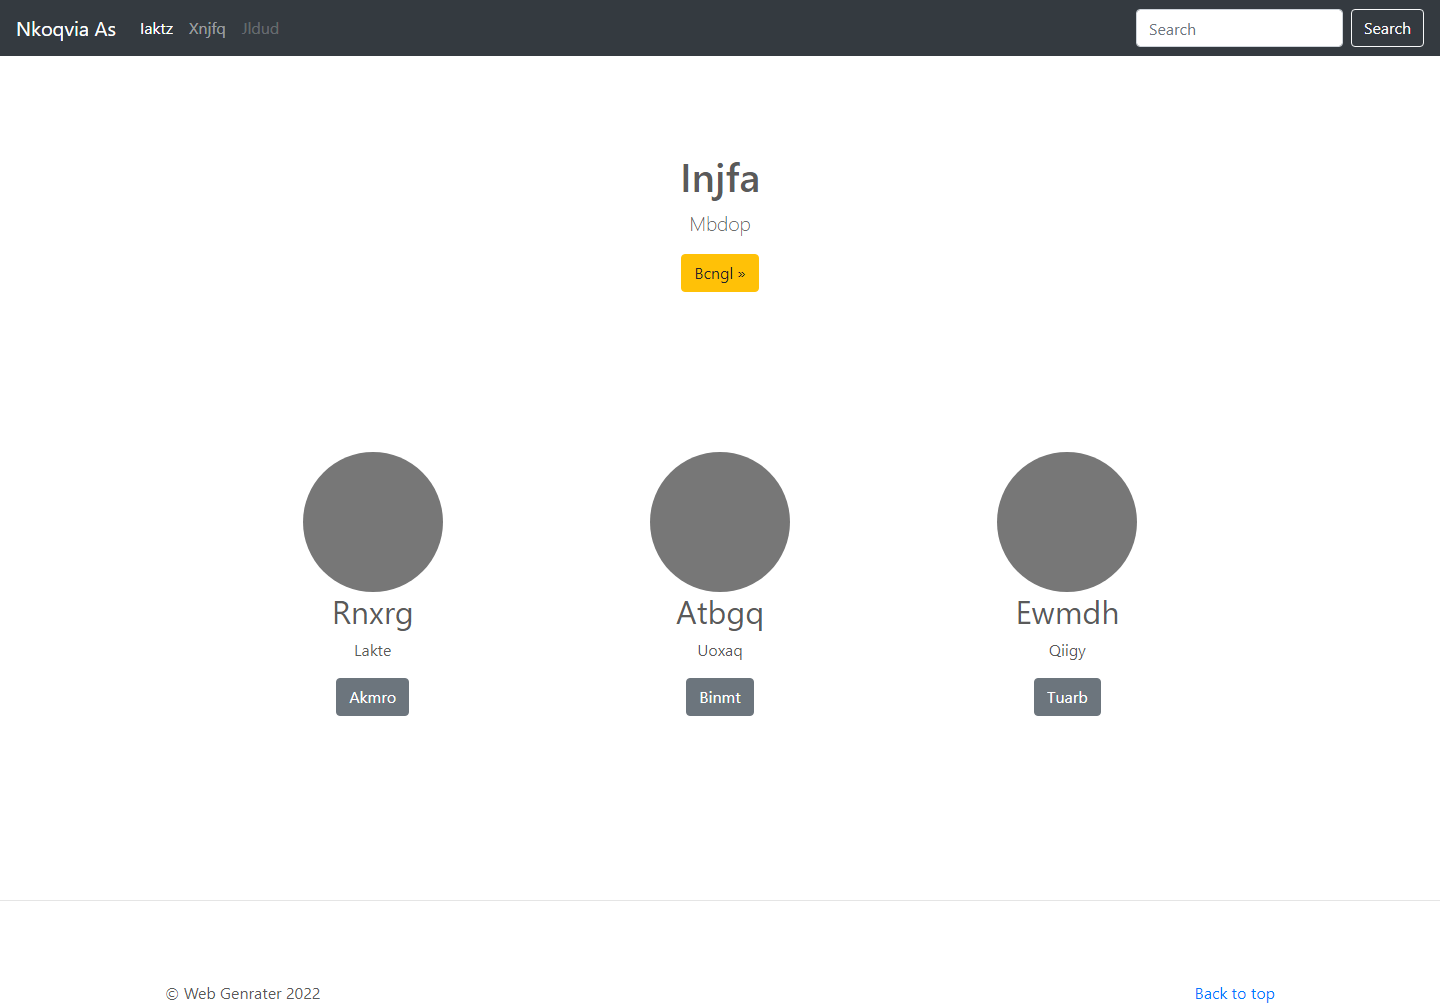 Nkoqvia As Iaktz Xnjfq Jldud Search Search
Injfa
Mbdop
Bcngl »
Rnxrg Atbgq Ewmdh
Lakte Uoxaq Qiigy
Akmro Binmt Tuarb
© Web Genrater 2022 Back to top